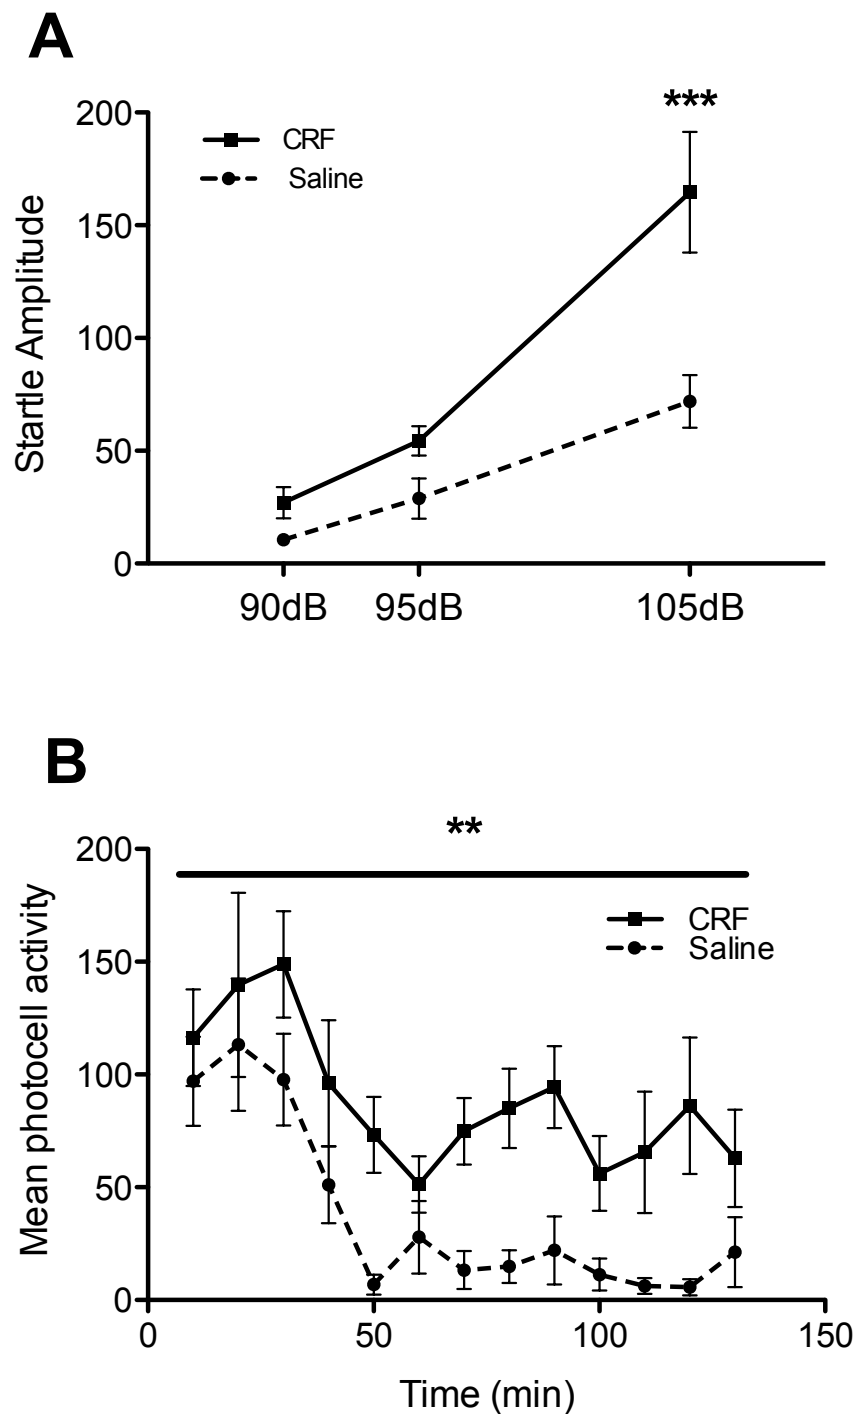 A
***
200
CRF
Saline
150
100
50
0
Startle Amplitude
90dB 95dB 105dB
B
**
200
CRF
Saline
150
100
50
0
Mean photocell activity
0 50 100 150
Time (min)